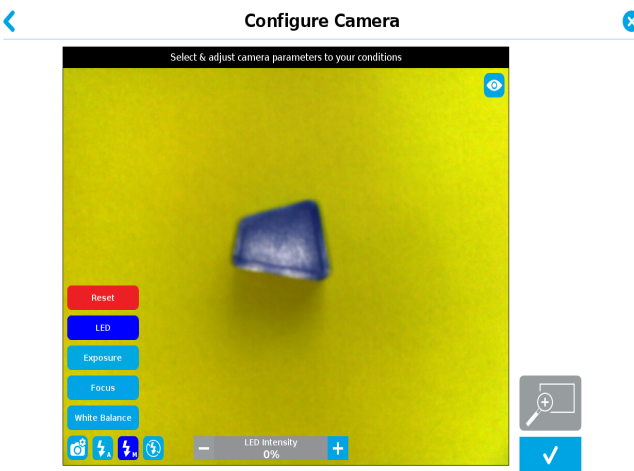 Configure Camera
Select & adjust camera parameters to your conditions
Reset
LED
Exposure
Focus
White Balance
A
M
LED Intensity
0%